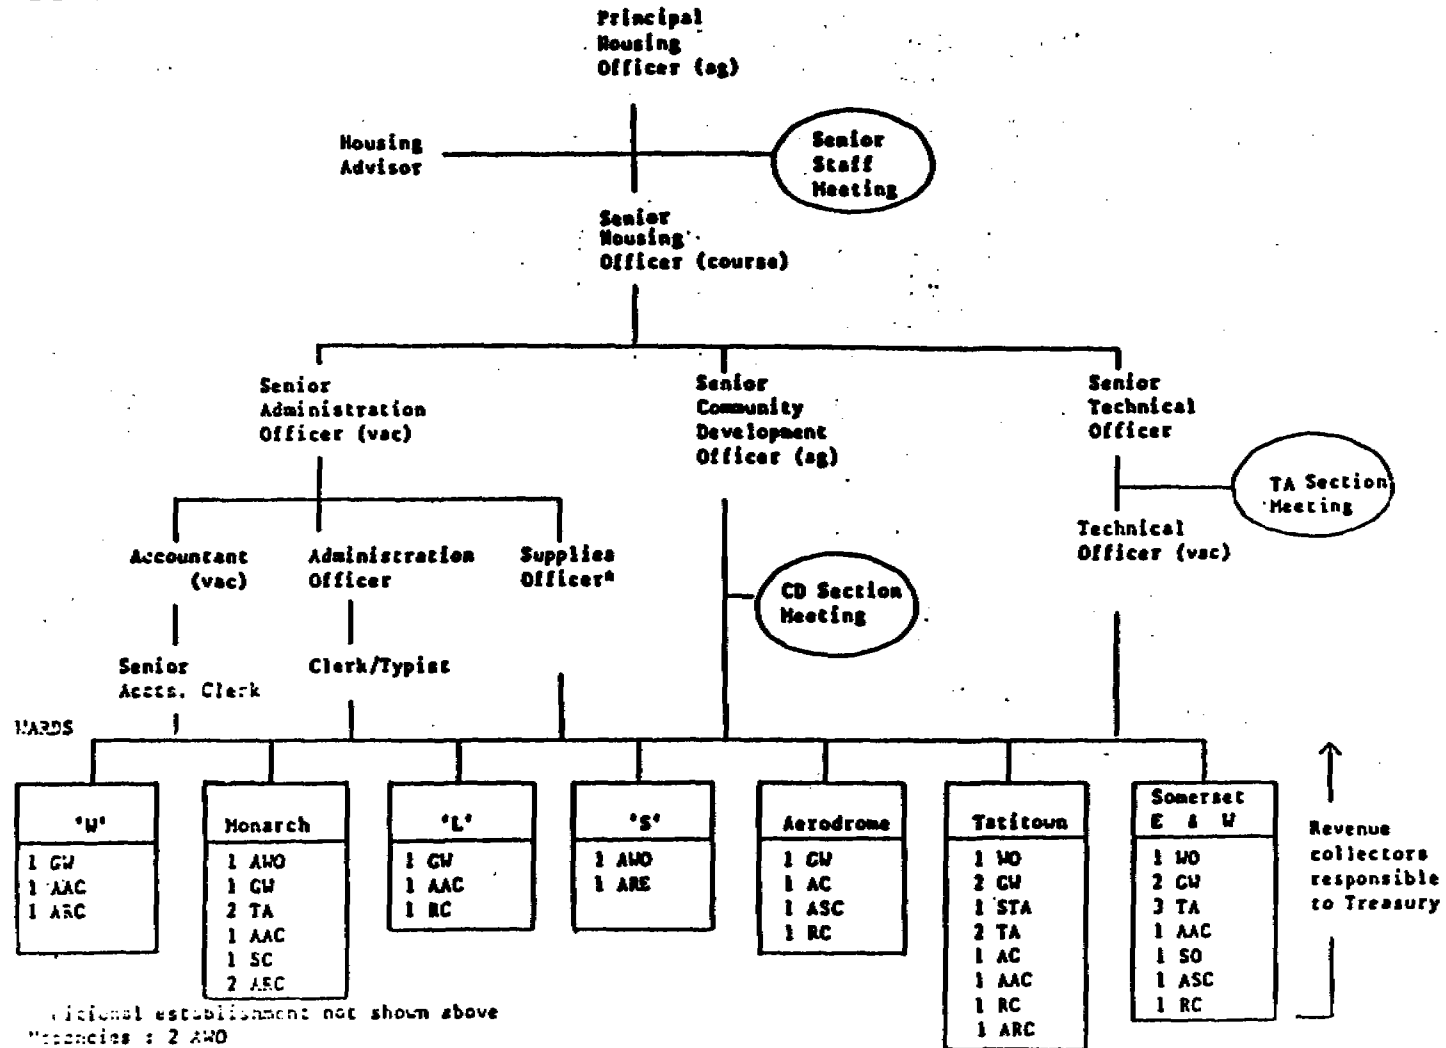 Principal
Housing
Officer (ag)
Housing
Advisor
Senior
Staff
Meeting
Senior
Housing
Officer (course)
Senior
Administration
Officer (vac)
Senior
Community
Development
Officer (ag)
Senior
Technical
Officer
TA Section
Meeting
Technical
Officer (vac)
Accountant
(vac)
Administration
Officer
Supplies
Officer*
CD Section
Meeting
Senior
Accts. Clerk
Clerk/Typist
WARDS
'W'
1 GW
1 AAC
1 ARC
Monarch
1 AWO
1 GW
2 TA
1 AAC
1 SC
2 ARC
'L'
1 GW
1 AAC
1 RC
'S'
1 AWO
1 ARE
Aerodrome
1 GW
1 AC
1 ASC
1 RC
Tatitown
1 WO
2 GW
1 STA
2 TA
1 AC
1 AAC
1 RC
1 ARC
Somerset
E & W
1 WO
2 GW
3 TA
1 AAC
1 SO
1 ASC
1 RC
Revenue
collectors
responsible
to Treasury
establishment not shown above
: 2 AWO